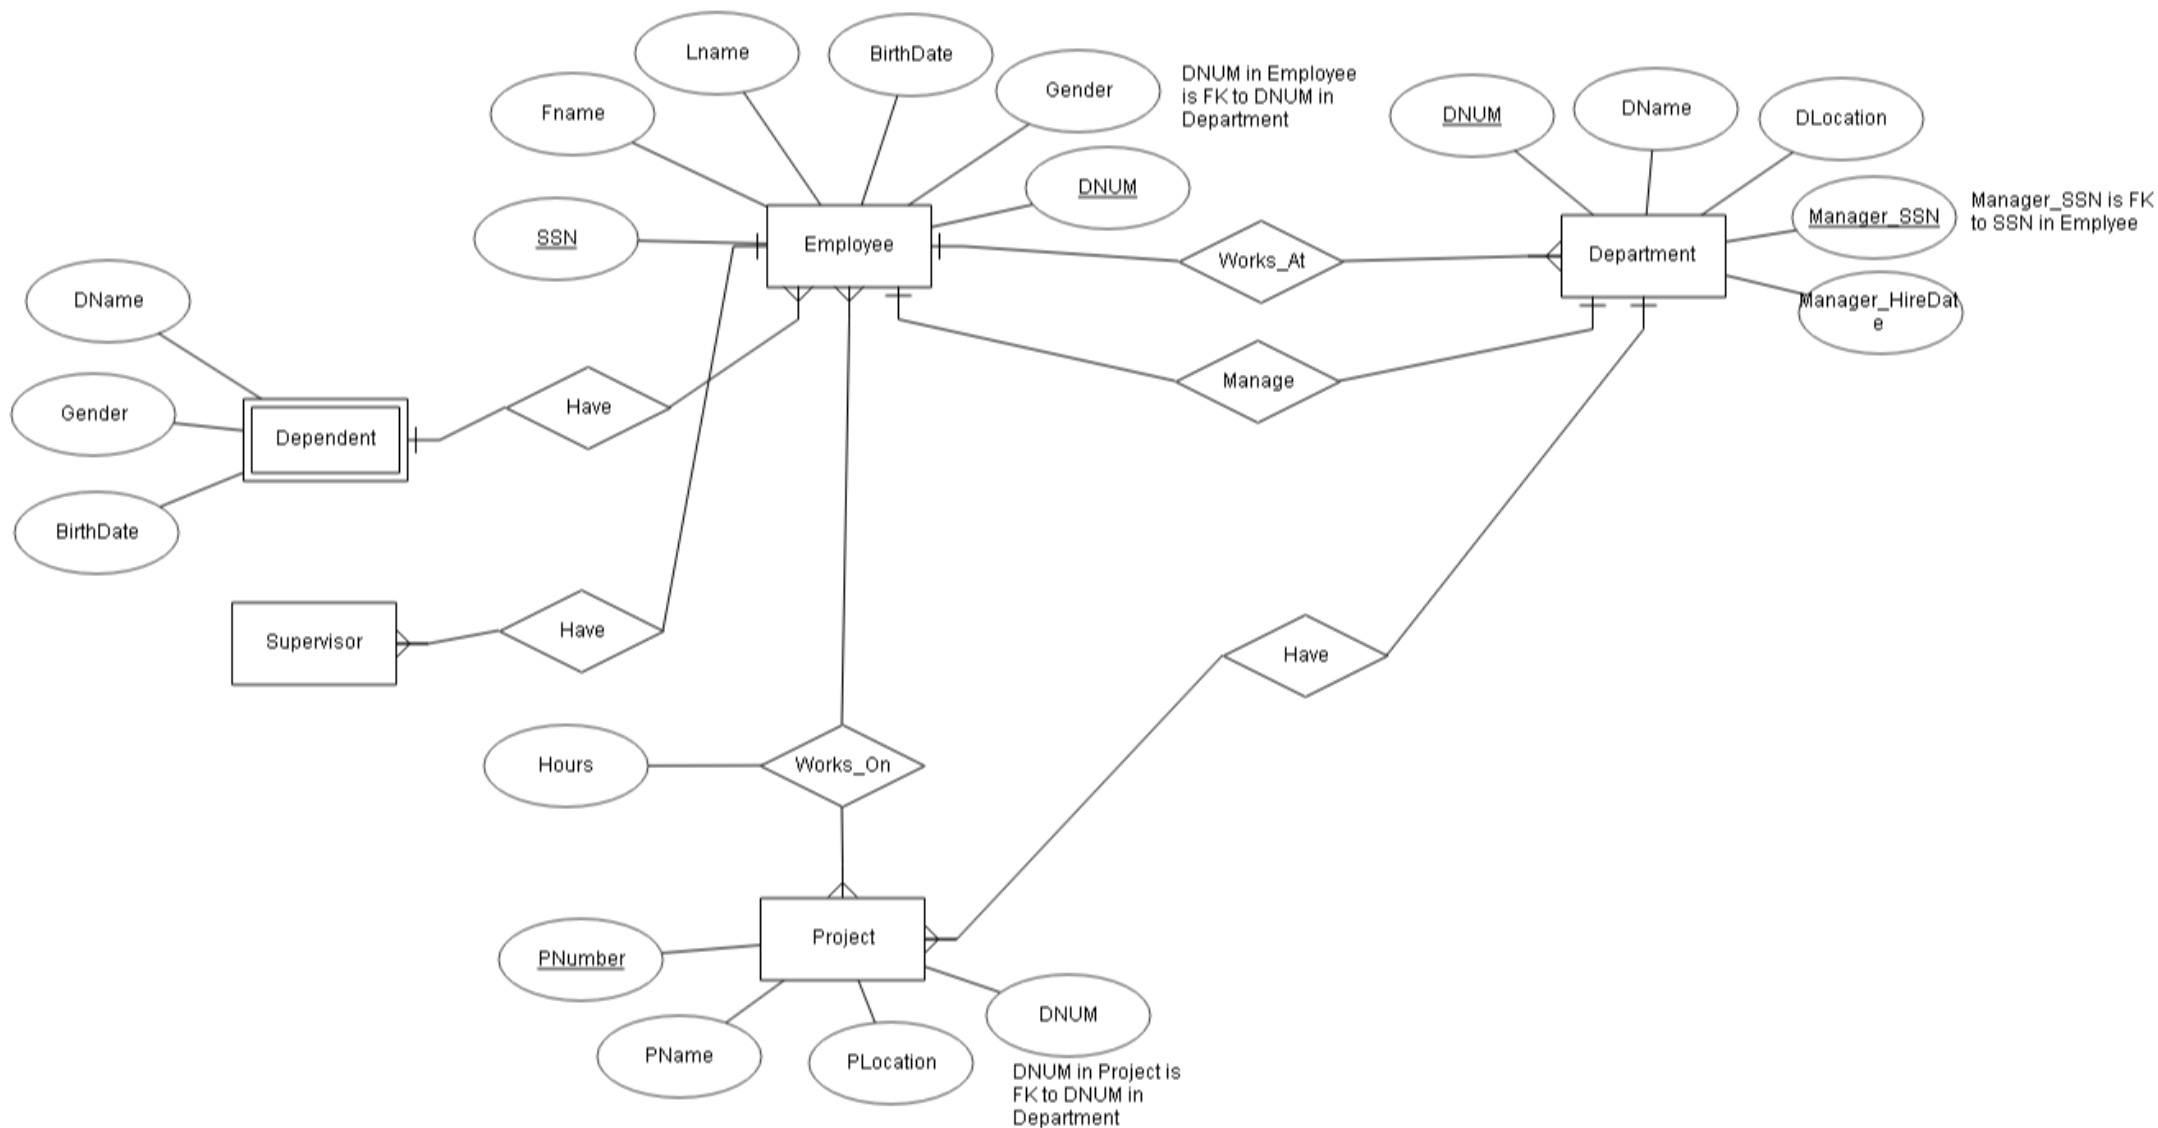 Lname
BirthDate
Fname
Gender
DNUM in Employee
is FK to DNUM in
Department
DNUM
DName
DLocation
SSN
DNUM
Employee
Works_At
Department
Manager_SSN
Manager_SSN is FK
to SSN in Emplyee
Manager_HireDat
e
DName
Gender
BirthDate
Dependent
Have
Manage
Supervisor
Have
Have
Hours
Works_On
Project
PNumber
PName
PLocation
DNUM
DNUM in Project is
FK to DNUM in
Department